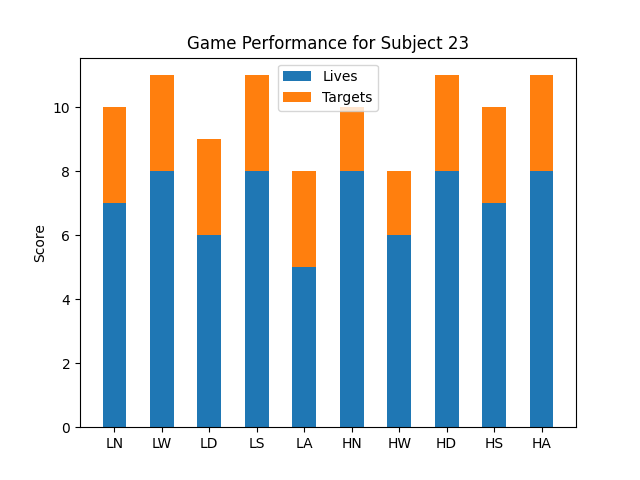 Game Performance for Subject 23
Lives
Targets
Score
10
8
6
4
2
0
LN LW LD LS LA HN HW HD HS HA